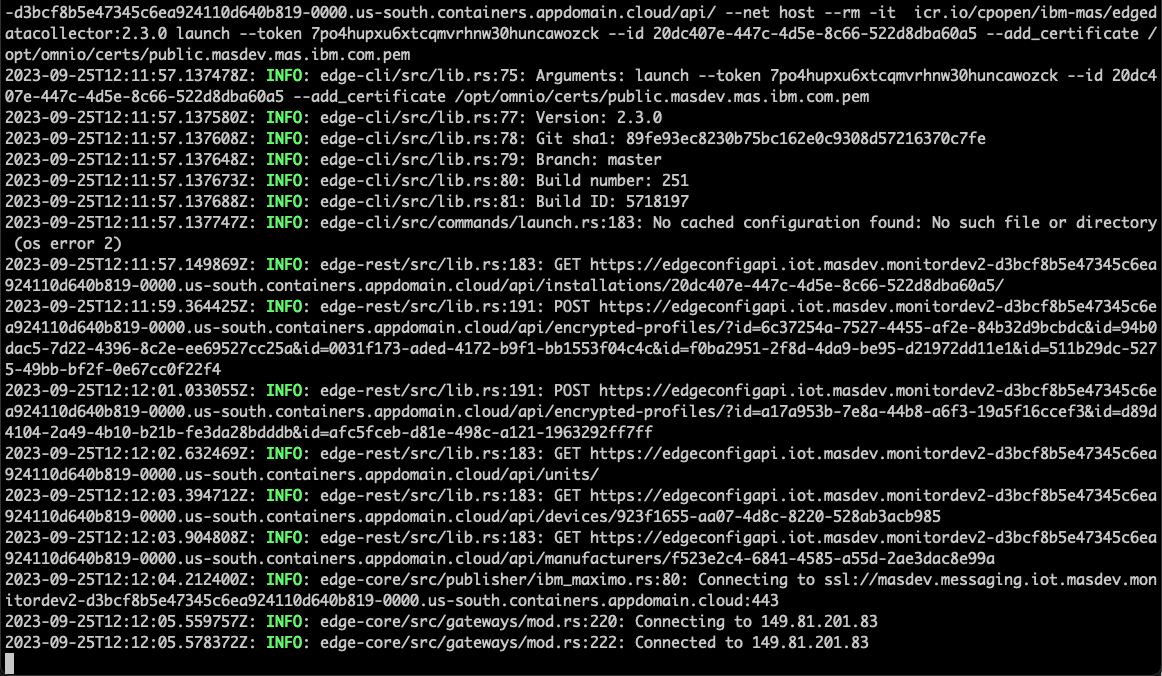 -d3bcf8b5e47345c6ea924110d640b819-0000.us-south.containers.appdomain.cloud/api/ --net host --rm -it  icr.io/cpopen/ibm-mas/edged
atacollector:2.3.0 launch --token 7po4hupxu6xtcqmvrhnw30huncawozck --id 20dc407e-447c-4d5e-8c66-522d8dba60a5 --add_certificate /
opt/omnio/certs/public.masdev.mas.ibm.com.pem
2023-09-25T12:11:57.137478Z: INFO: edge-cli/src/lib.rs:75: Arguments: launch --token 7po4hupxu6xtcqmvrhnw30huncawozck --id 20dc4
07e-447c-4d5e-8c66-522d8dba60a5 --add_certificate /opt/omnio/certs/public.masdev.mas.ibm.com.pem
2023-09-25T12:11:57.137580Z: INFO: edge-cli/src/lib.rs:77: Version: 2.3.0
2023-09-25T12:11:57.137608Z: INFO: edge-cli/src/lib.rs:78: Git sha1: 89fe93ec8230b75bc162e0c9308d57216370c7fe
2023-09-25T12:11:57.137648Z: INFO: edge-cli/src/lib.rs:79: Branch: master
2023-09-25T12:11:57.137673Z: INFO: edge-cli/src/lib.rs:80: Build number: 251
2023-09-25T12:11:57.137688Z: INFO: edge-cli/src/lib.rs:81: Build ID: 5718197
2023-09-25T12:11:57.137747Z: INFO: edge-cli/src/commands/launch.rs:183: No cached configuration found: No such file or directory
 (os error 2)
2023-09-25T12:11:57.149869Z: INFO: edge-rest/src/lib.rs:183: GET https://edgeconfigapi.iot.masdev.monitordev2-d3bcf8b5e47345c6ea
924110d640b819-0000.us-south.containers.appdomain.cloud/api/installations/20dc407e-447c-4d5e-8c66-522d8dba60a5/
2023-09-25T12:11:59.364425Z: INFO: edge-rest/src/lib.rs:191: POST https://edgeconfigapi.iot.masdev.monitordev2-d3bcf8b5e47345c6e
a924110d640b819-0000.us-south.containers.appdomain.cloud/api/encrypted-profiles/?id=6c37254a-7527-4455-af2e-84b32d9bcbdc&id=94b0
dac5-7d22-4396-8c2e-ee69527cc25a&id=0031f173-aded-4172-b9f1-bb1553f04c4c&id=f0ba2951-2f8d-4da9-be95-d21972dd11e1&id=511b29dc-527
5-49bb-bf2f-0e67cc0f22f4
2023-09-25T12:12:01.033055Z: INFO: edge-rest/src/lib.rs:191: POST https://edgeconfigapi.iot.masdev.monitordev2-d3bcf8b5e47345c6e
a924110d640b819-0000.us-south.containers.appdomain.cloud/api/encrypted-profiles/?id=a17a953b-7e8a-44b8-a6f3-19a5f16ccef3&id=d89d
4104-2a49-4b10-b21b-fe3da28bdddb&id=afc5fceb-d81e-498c-a121-1963292ff7ff
2023-09-25T12:12:02.632469Z: INFO: edge-rest/src/lib.rs:183: GET https://edgeconfigapi.iot.masdev.monitordev2-d3bcf8b5e47345c6ea
924110d640b819-0000.us-south.containers.appdomain.cloud/api/units/
2023-09-25T12:12:03.394712Z: INFO: edge-rest/src/lib.rs:183: GET https://edgeconfigapi.iot.masdev.monitordev2-d3bcf8b5e47345c6ea
924110d640b819-0000.us-south.containers.appdomain.cloud/api/devices/923f1655-aa07-4d8c-8220-528ab3acb985
2023-09-25T12:12:03.904808Z: INFO: edge-rest/src/lib.rs:183: GET https://edgeconfigapi.iot.masdev.monitordev2-d3bcf8b5e47345c6ea
924110d640b819-0000.us-south.containers.appdomain.cloud/api/manufacturers/f523e2c4-6841-4585-a55d-2ae3dac8e99a
2023-09-25T12:12:04.212400Z: INFO: edge-core/src/publisher/ibm_maximo.rs:80: Connecting to ssl://masdev.messaging.iot.masdev.mon
itordev2-d3bcf8b5e47345c6ea924110d640b819-0000.us-south.containers.appdomain.cloud:443
2023-09-25T12:12:05.559757Z: INFO: edge-core/src/gateways/mod.rs:220: Connecting to 149.81.201.83
2023-09-25T12:12:05.578372Z: INFO: edge-core/src/gateways/mod.rs:222: Connected to 149.81.201.83